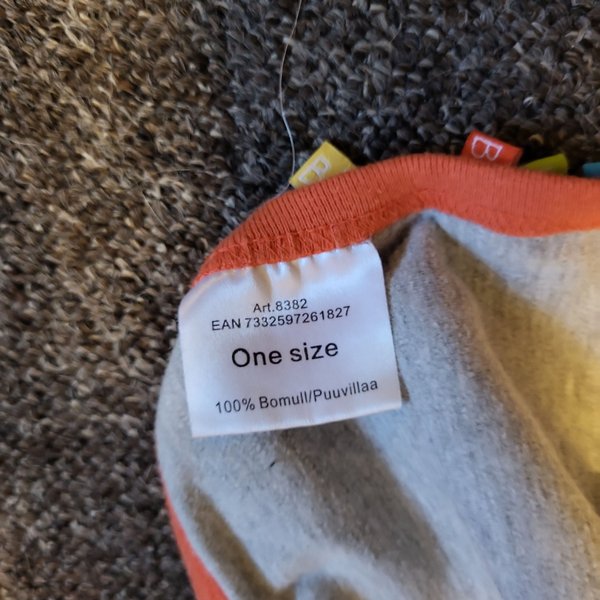 B
B
Art.8382
EAN 7332597261827
One size
100% Bomull/Puuvillaa